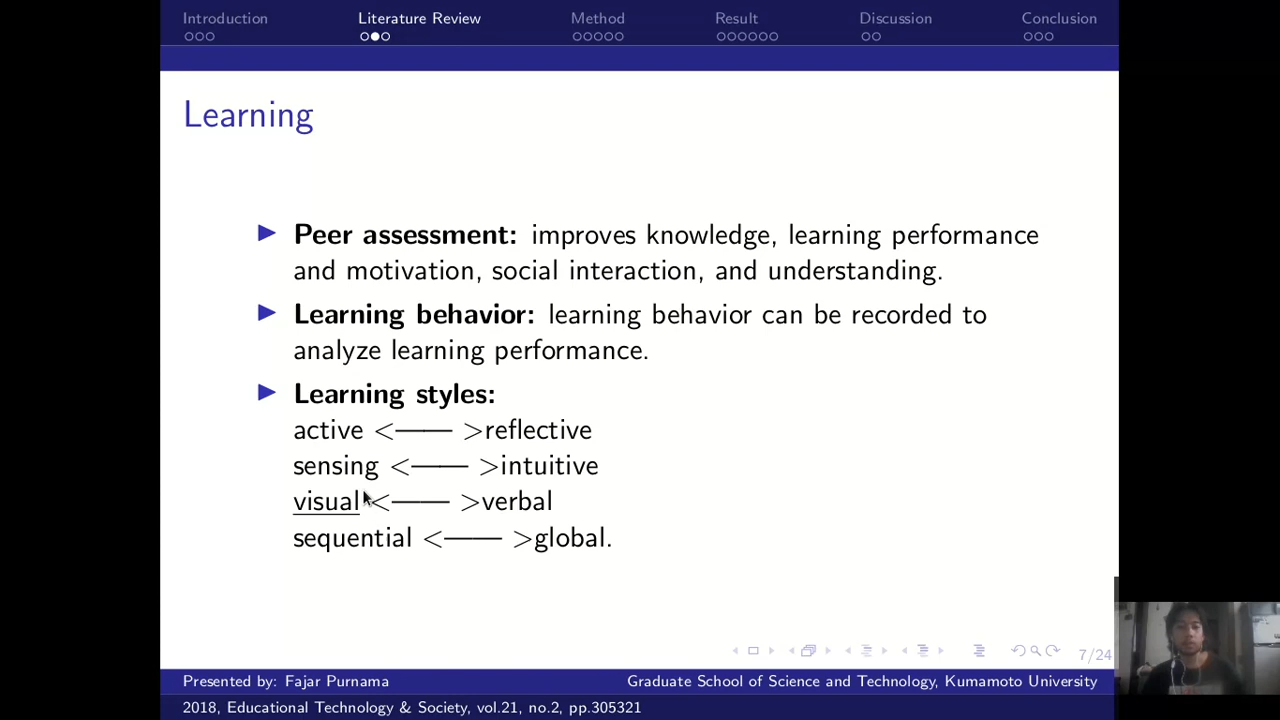 Introduction Literature Review Method Result Discussion Conclusion
Learning
Peer assessment: improves knowledge, learning performance
and motivation, social interaction, and understanding.
Learning behavior: learning behavior can be recorded to
analyze learning performance.
Learning styles:
active <—— >reflective
sensing <—— >intuitive
visual <—— >verbal
sequential <—— >global.
7/24
Presented by: Fajar Purnama Graduate School of Science and Technology, Kumamoto University
2018, Educational Technology & Society, vol.21, no.2, pp.305321